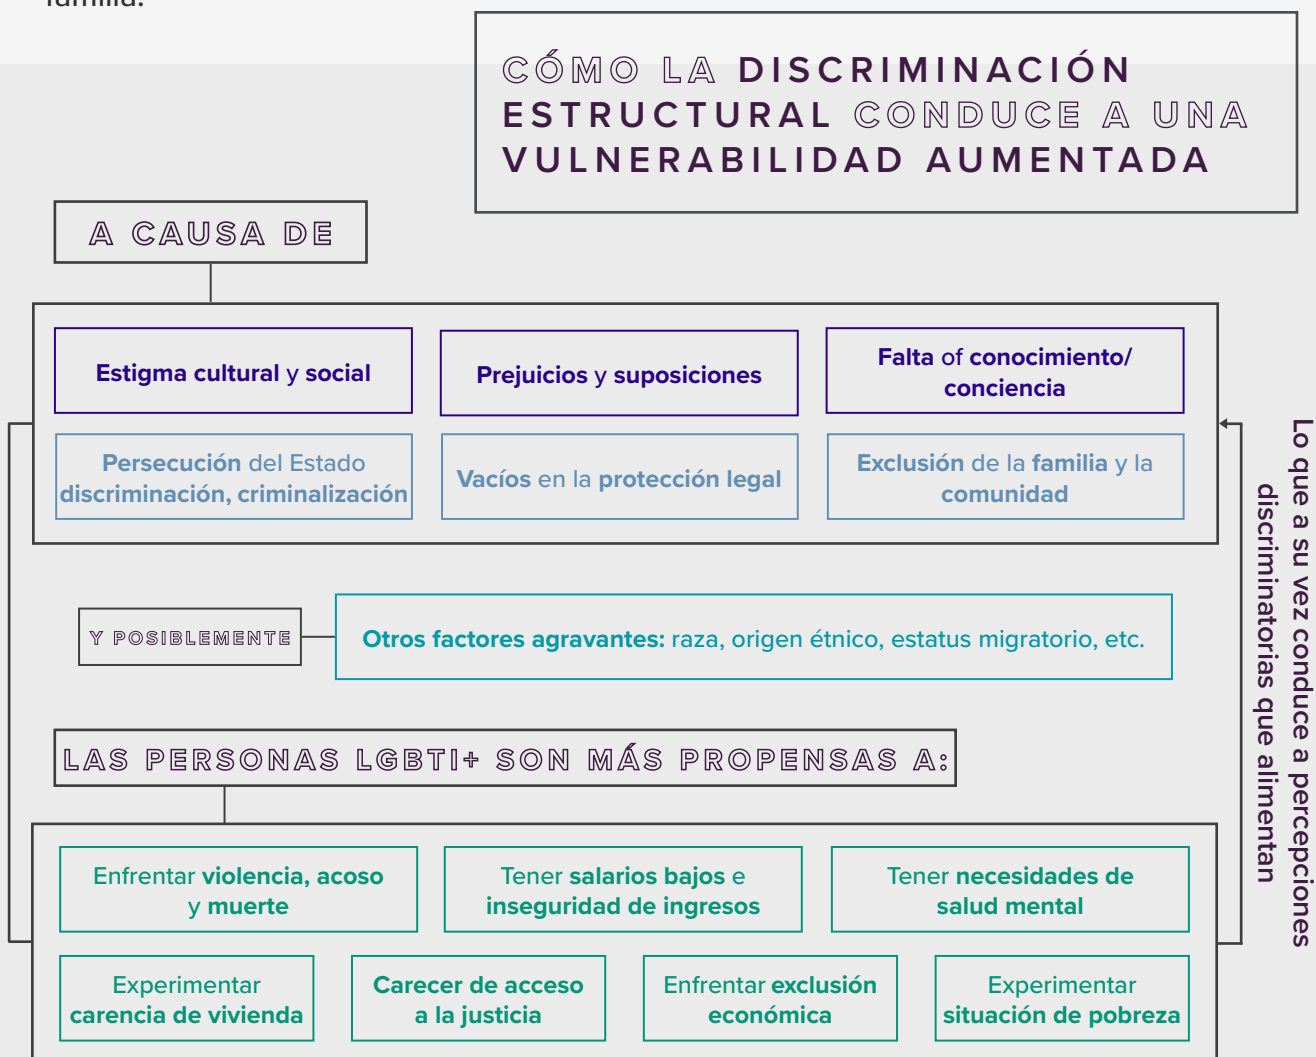 familia.
CÓMO LA DISCRIMINACIÓN
ESTRUCTURAL CONDUCE A UNA
VULNERABILIDAD AUMENTADA
A CAUSA DE
Estigma cultural y social
Prejuicios y suposiciones
Falta of conocimiento/
conciencia
Persecución del Estado
discriminación, criminalización
Vacíos en la protección legal
Exclusión de la familia y la
comunidad
Y POSIBLEMENTE
Otros factores agravantes: raza, origen étnico, estatus migratorio, etc.
LAS PERSONAS LGBTI+ SON MÁS PROPENSAS A:
Enfrentar violencia, acoso
y muerte
Tener salarios bajos e
inseguridad de ingresos
Tener necesidades de
salud mental
Experimentar
carencia de vivienda
Carecer de acceso
a la justicia
Enfrentar exclusión
económica
Experimentar
situación de pobreza
Lo que a su vez conduce a percepciones
discriminatorias que alimentan